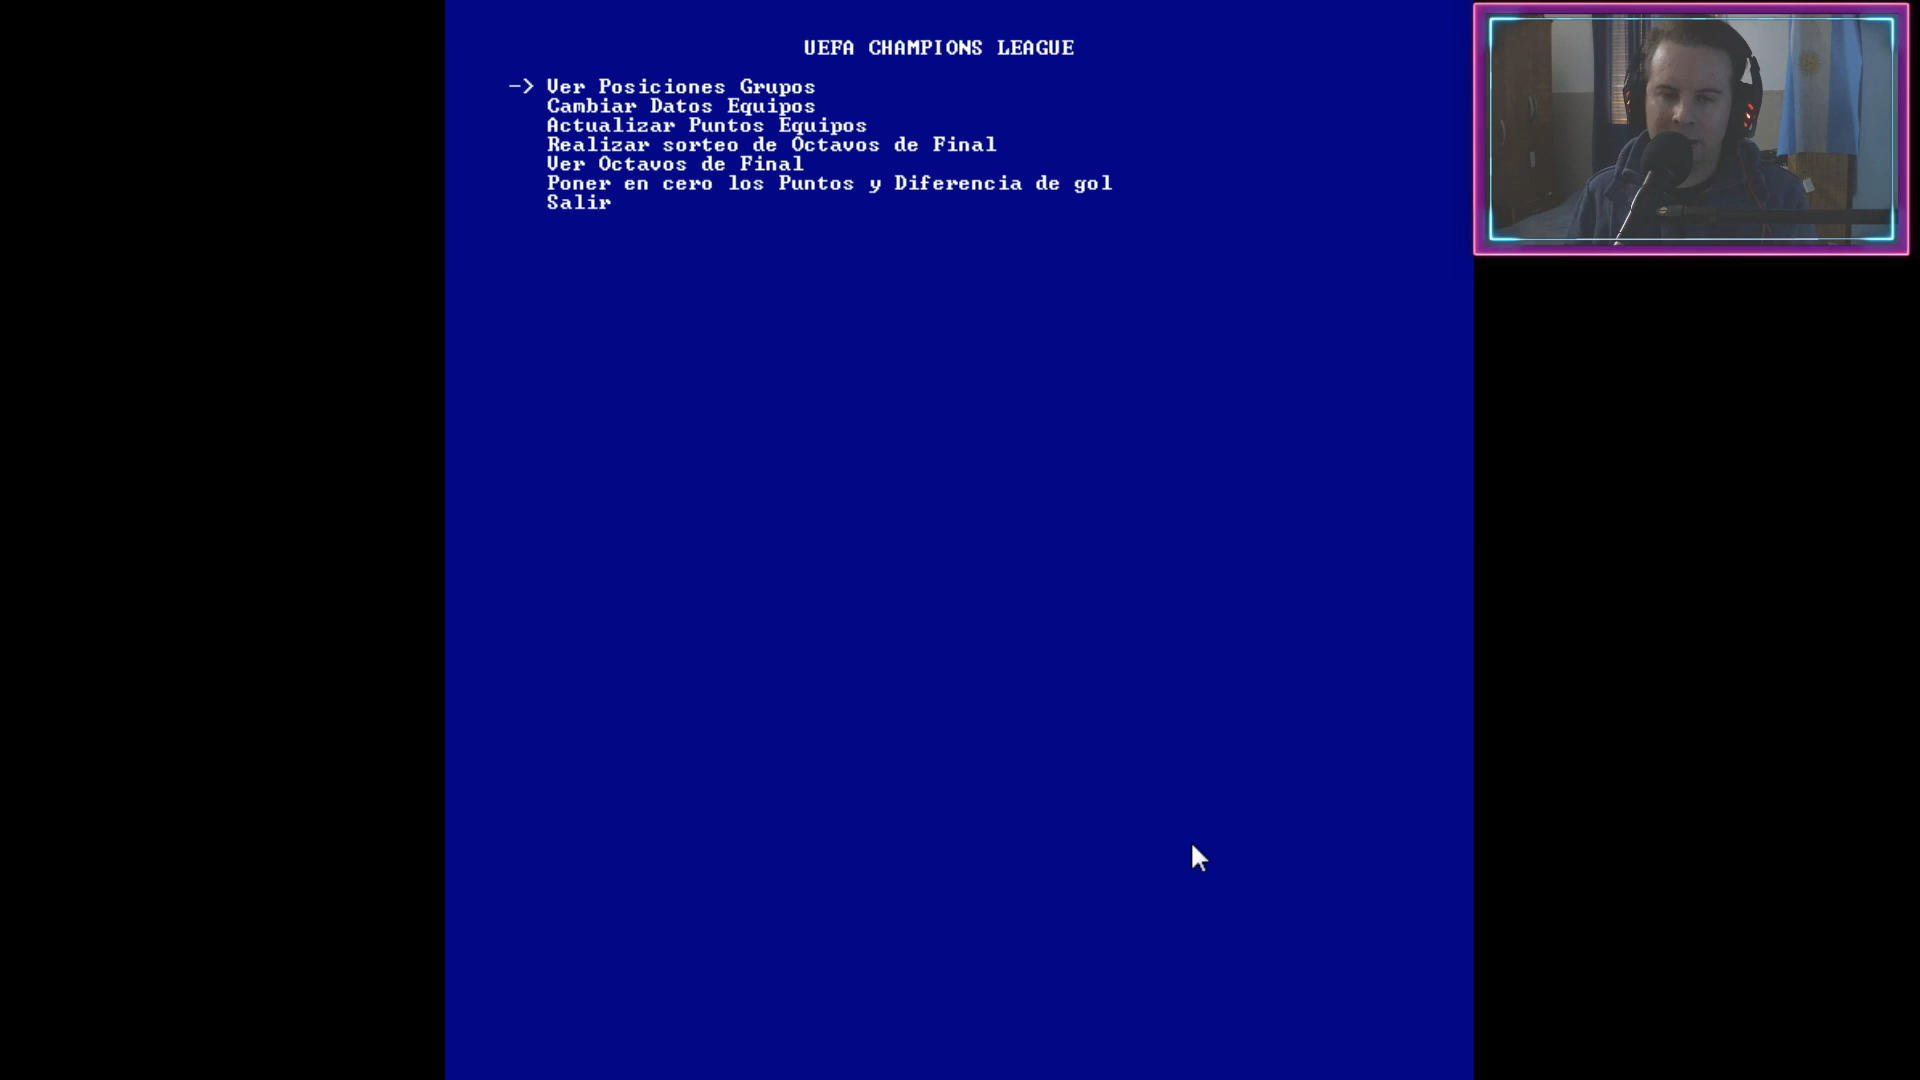 UEFA CHAMPIONS LEAGUE
-> Ver Posiciones Grupos
Cambiar Datos Equipos
Actualizar Puntos Equipos
Realizar sorteo de Octavos de Final
Ver Octavos de Final
Poner en cero los Puntos y Diferencia de gol
Salir